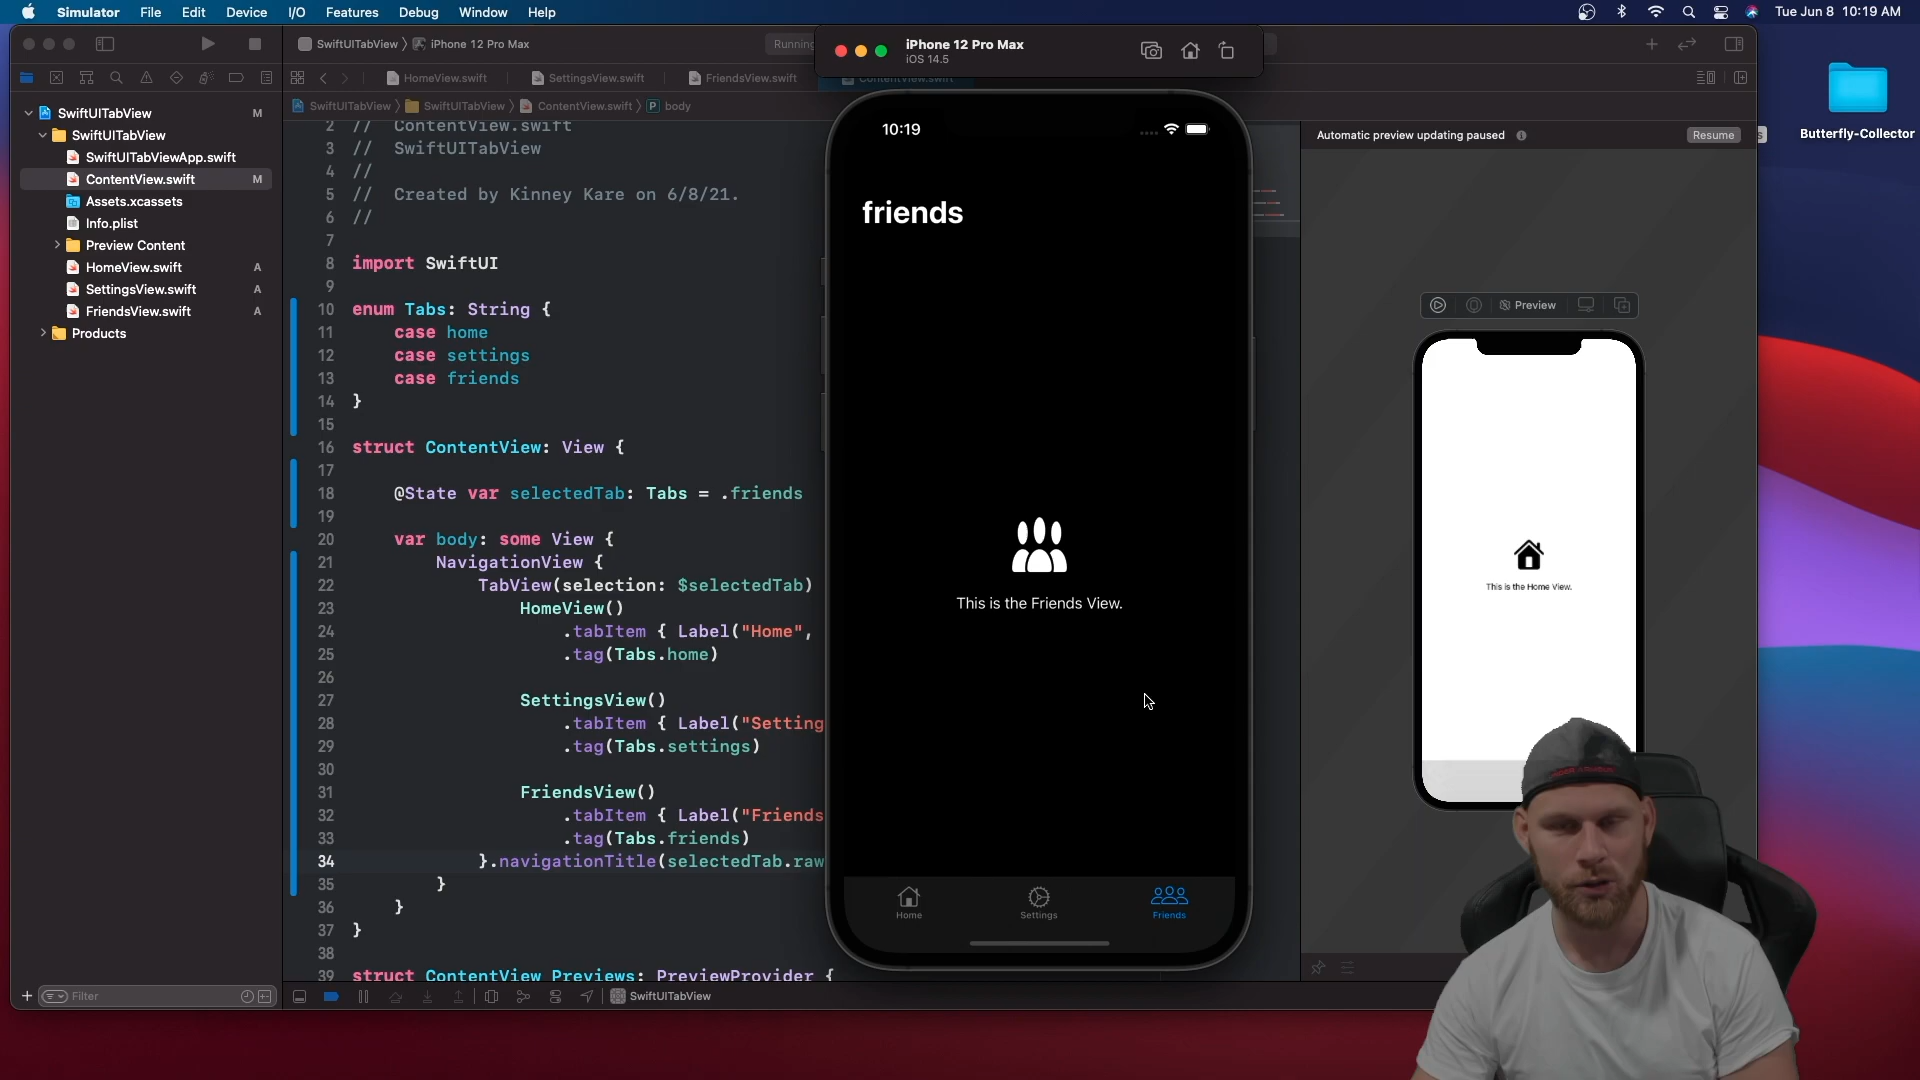 Simulator File Edit Device I/O Features Debug Window Help
Tue Jun 8 10:19 AM
SwiftUITabView
iPhone 12 Pro Max
Running
iPhone 12 Pro Max
iOS 14.5
HomeView.swift
SettingsView.swift
FriendsView.swift
ContentView.swift
SwiftUITabView
SwiftUITabView
ContentView.swift
P body
SwiftUITabView M
SwiftUITabView
SwiftUITabViewApp.swift
ContentView.swift M
Assets.xcassets
Info.plist
Preview Content
HomeView.swift A
SettingsView.swift A
FriendsView.swift A
Products
Filter
2 // ContentView.swift
3 // SwiftUITabView
4 //
5 // Created by Kinney Kare on 6/8/21.
6 //
7
8 import SwiftUI
9
10 enum Tabs: String {
11 case home
12 case settings
13 case friends
14 }
15
16 struct ContentView: View {
17
18 @State var selectedTab: Tabs = .friends
19
20 var body: some View {
21 NavigationView {
22 TabView(selection: $selectedTab)
23 HomeView()
24 .tabItem { Label("Home",
25 .tag(Tabs.home)
26
27 SettingsView()
28 .tabItem { Label("Setting
29 .tag(Tabs.settings)
30
31 FriendsView()
32 .tabItem { Label("Friends
33 .tag(Tabs.friends)
34 }.navigationTitle(selectedTab.raw
35 }
36 }
37 }
38
39 struct ContentView_Previews: PreviewProvider {
SwiftUITabView
10:19
friends
This is the Friends View.
Home
Settings
Friends
Automatic preview updating paused
Resume
Preview
This is the Home View.
Butterfly-Collector